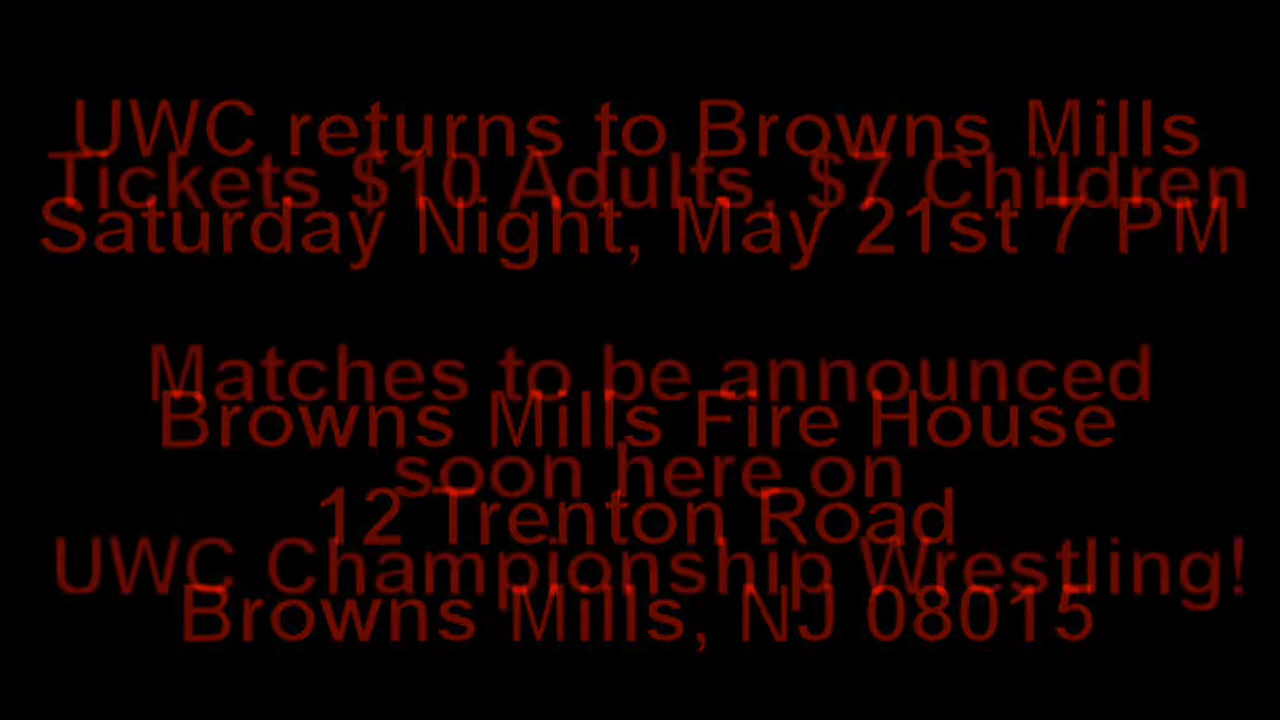 UWC returns to Browns Mills
Tickets $10 Adults, $7 Children
Saturday Night, May 21st 7 PM
Matches to be announced
Browns Mills Fire House
soon here on
12 Trenton Road
UWC Championship Wrestling!
Browns Mills, NJ 08015